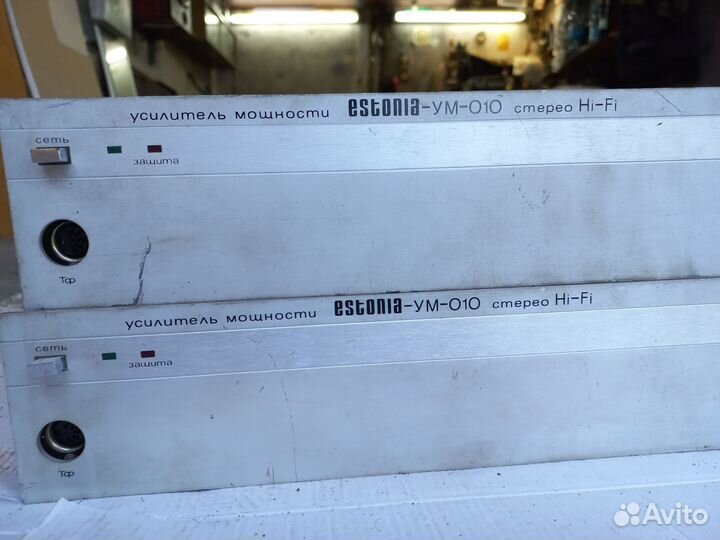 усилитель мощности estonia-УМ-010 стерео Hi-Fi
сеть
защита
Тф
усилитель мощности estonia-УМ-010 стерео Hi-Fi
сеть
защита
Тф
Avito